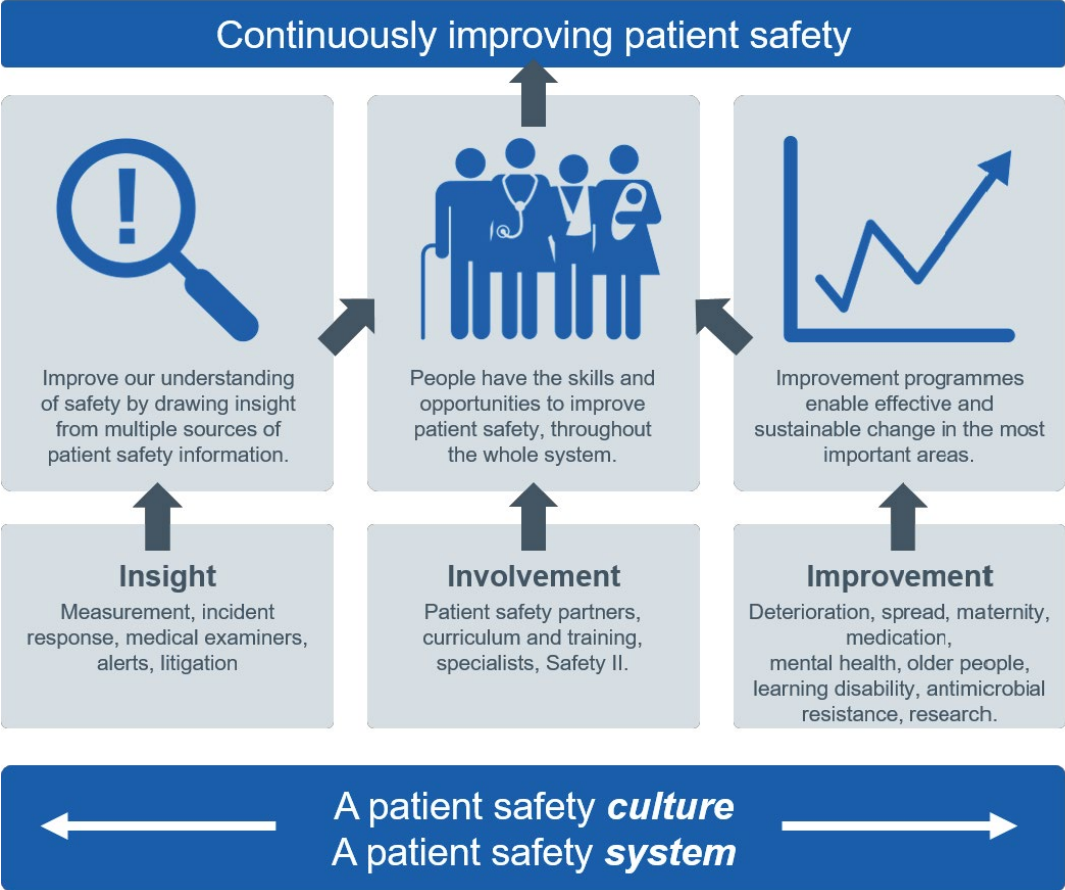 Continuously improving patient safety
!
Improve our understanding
of safety by drawing insight
from multiple sources of
patient safety information.
People have the skills and
opportunities to improve
patient safety, throughout
the whole system.
Improvement programmes
enable effective and
sustainable change in the most
important areas.
Insight
Measurement, incident
response, medical examiners,
alerts, litigation
Involvement
Patient safety partners,
curriculum and training,
specialists, Safety II.
Improvement
Deterioration, spread, maternity,
medication,
mental health, older people,
learning disability, antimicrobial
resistance, research.
A patient safety culture
A patient safety system